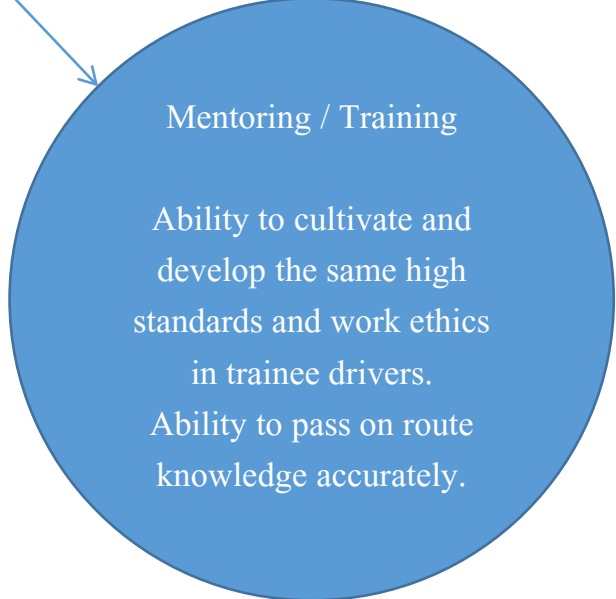 Mentoring / Training
Ability to cultivate and
develop the same high
standards and work ethics
in trainee drivers.
Ability to pass on route
knowledge accurately.